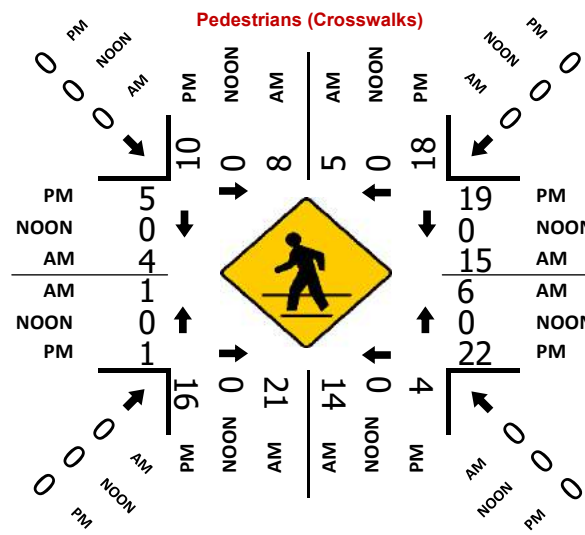 Pedestrians (Crosswalks)
PM NOON AM
0 0 0
PM NOON AM AM NOON PM
10 0 8 5 0 18
PM NOON AM
0 0 0
PM 5 19 PM
NOON 0 0 NOON
AM 4 15 AM
AM 1 6 AM
NOON 0 0 NOON
PM 1 22 PM
16 0 21 14 0 4
PM NOON AM AM NOON PM
0 0 0
AM NOON PM
0 0 0
AM NOON PM